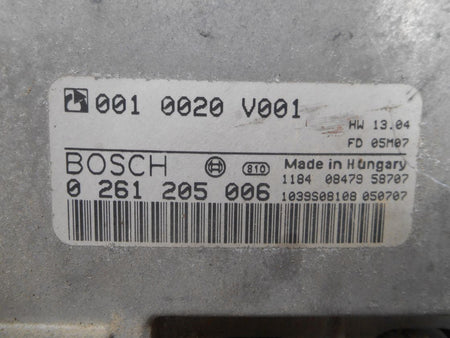 001 0020 V001
HW 13.04
FD 05M07
BOSCH 810 Made in Hungary
0 261 205 006
1184 08479 58707
1039S08108 050707